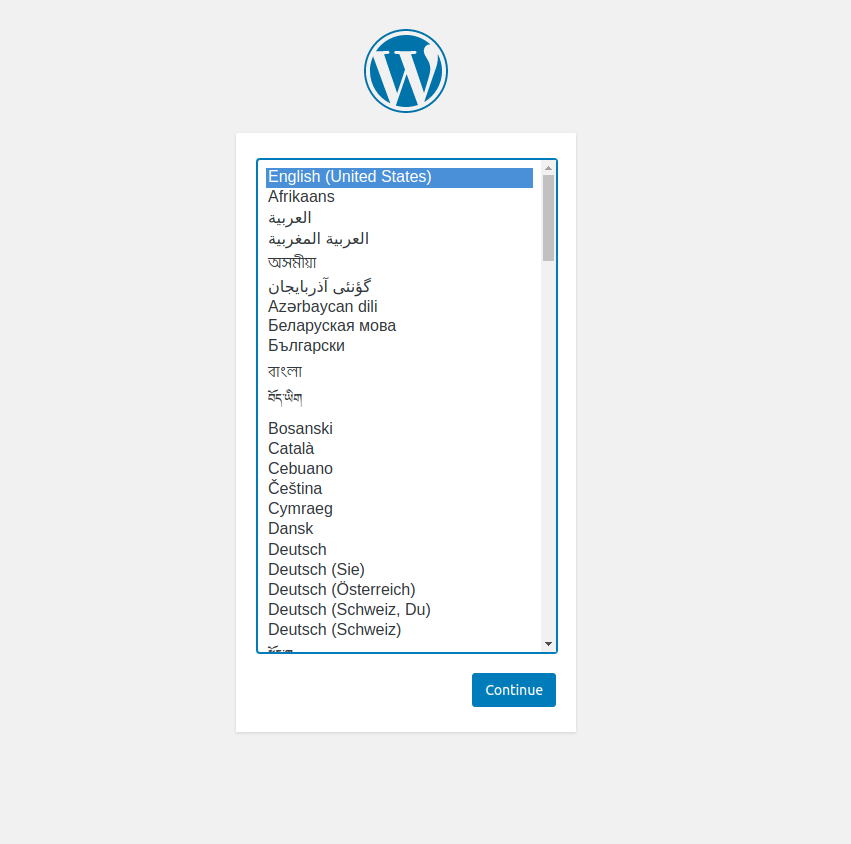 English (United States)
Afrikaans
العربية
العربية المغربية
অসমীয়া
گؤنئی آذربایجان
Azərbaycan dili
Беларуская мова
Български
বাংলা
བོད་ཡིག
Bosanski
Català
Cebuano
Čeština
Cymraeg
Dansk
Deutsch
Deutsch (Sie)
Deutsch (Österreich)
Deutsch (Schweiz, Du)
Deutsch (Schweiz)
Continue